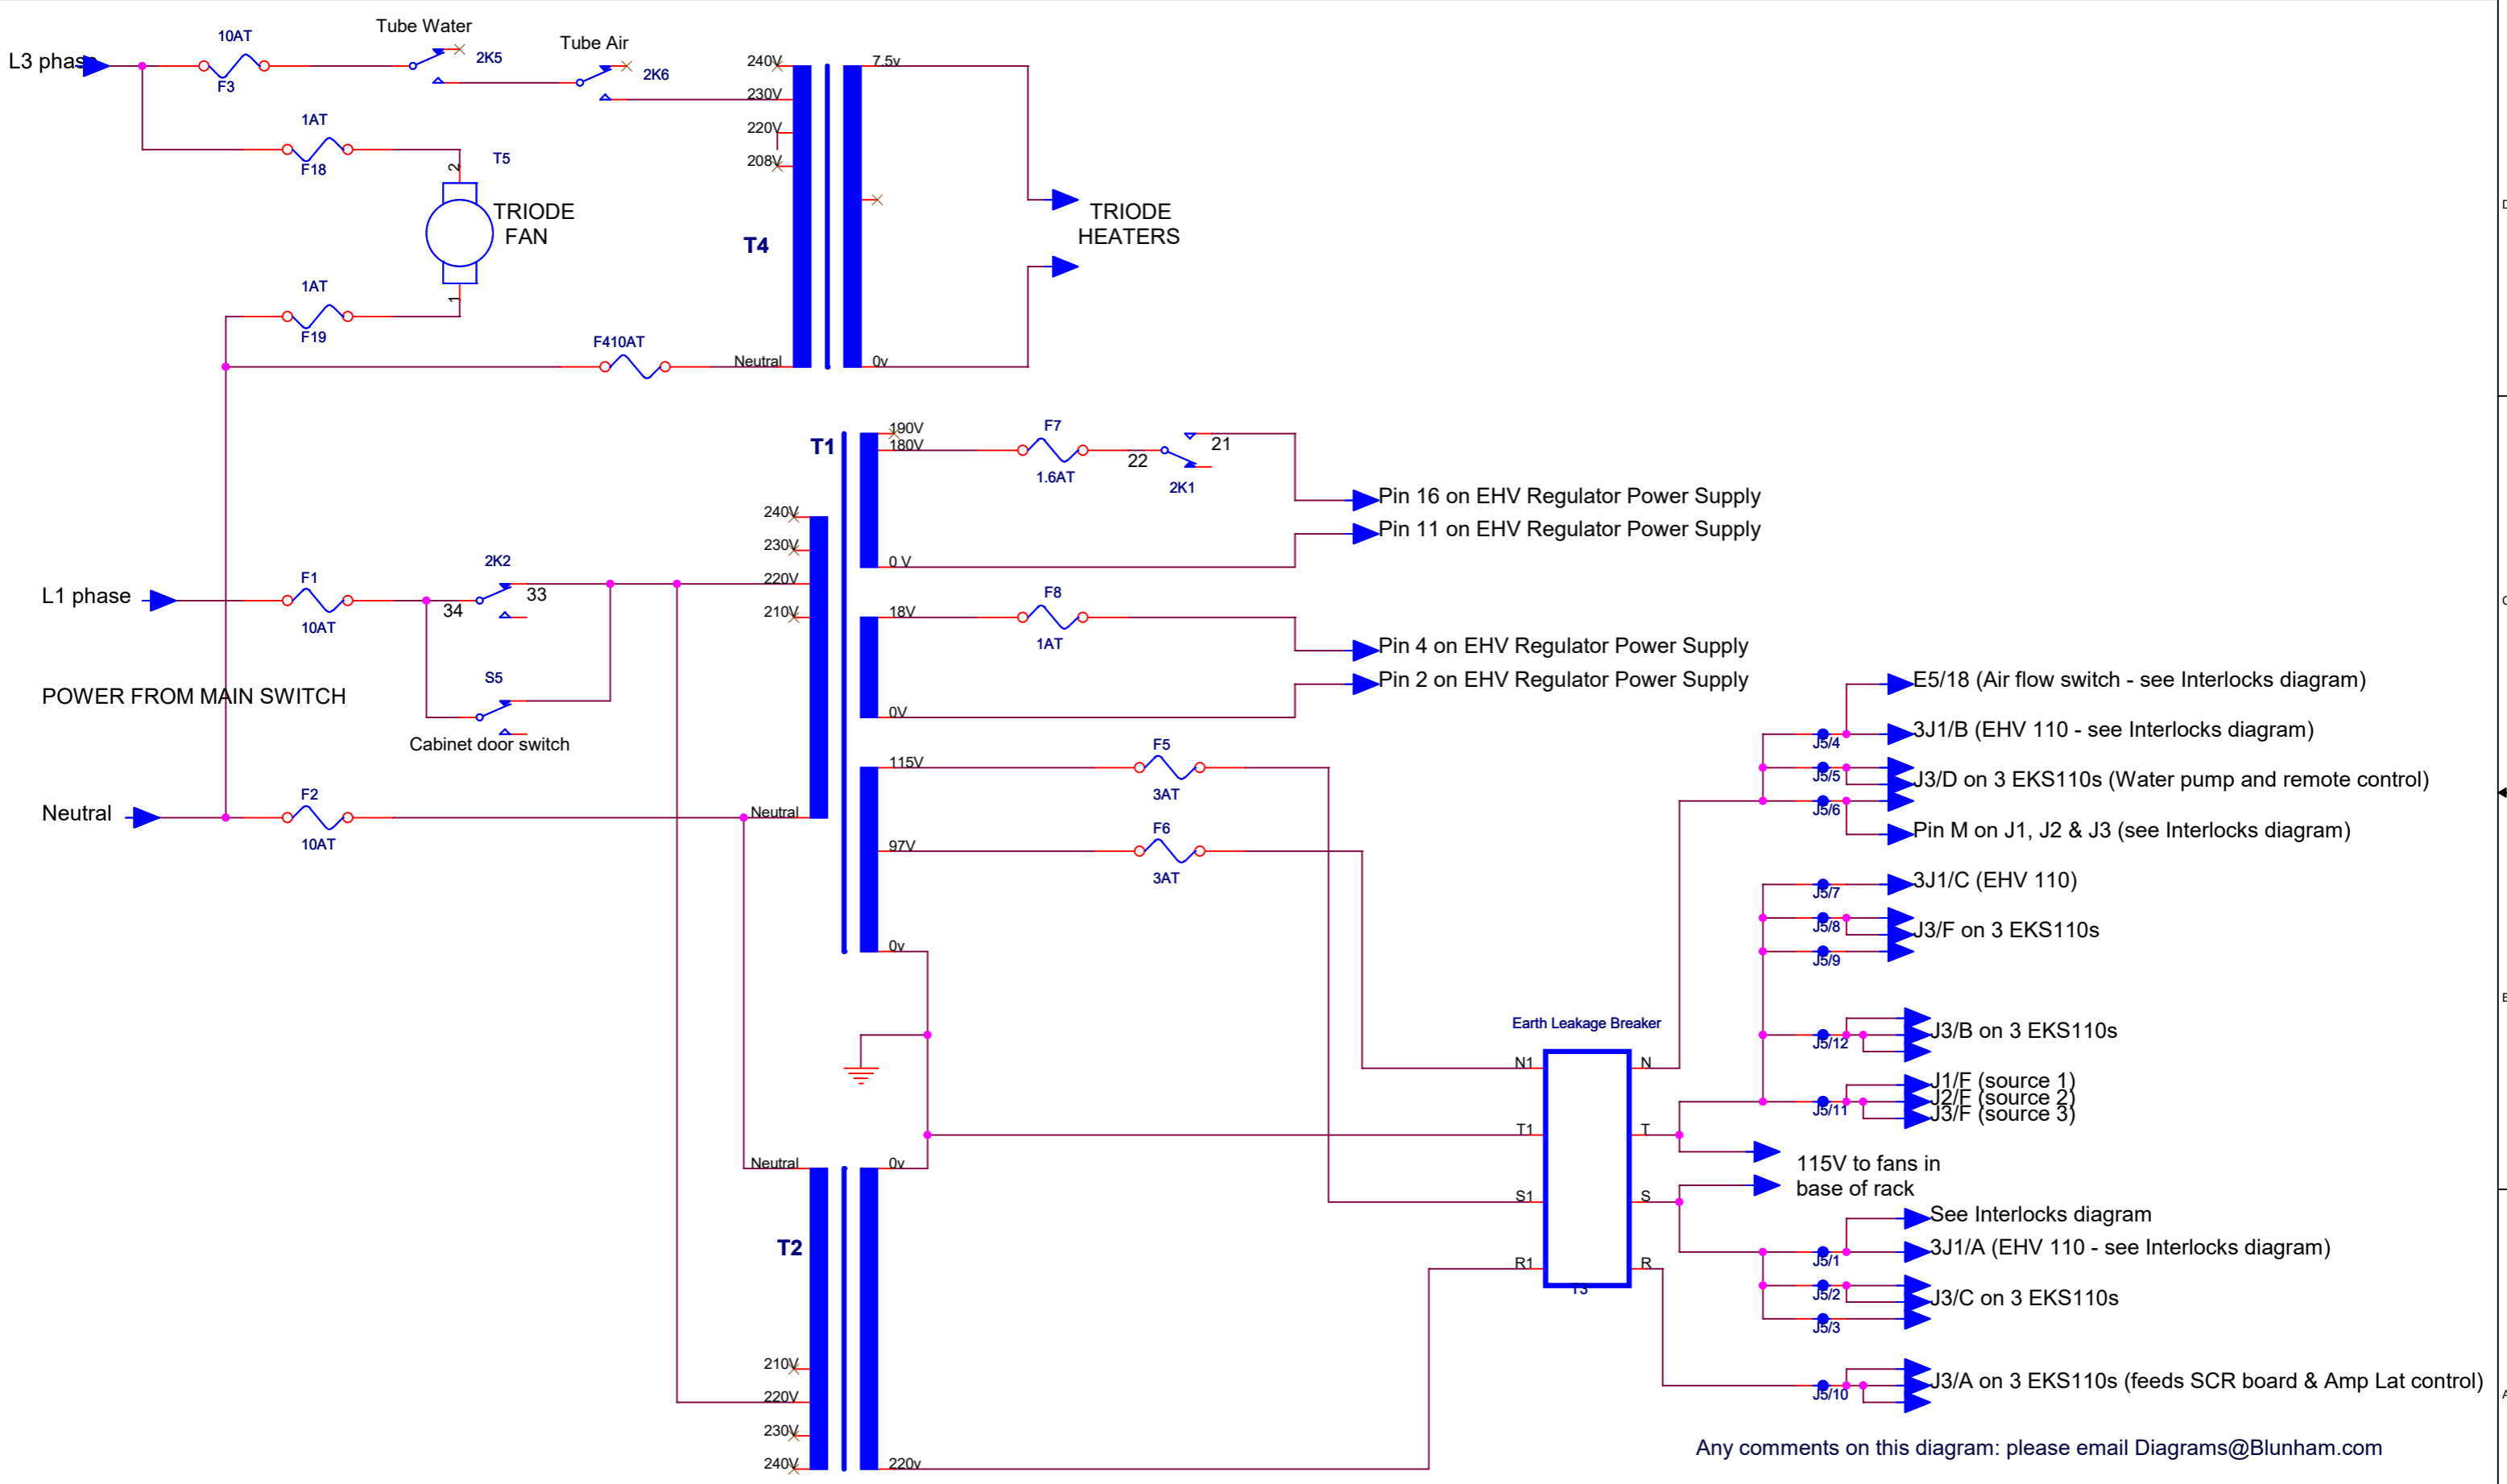 Tube Water
10AT
Tube Air
L3 phase
2K5
240V
7.5v
2K6
F3
230V
1AT
220V
T5
208V
F18
2
TRIODE
FAN
TRIODE
HEATERS
T4
1AT
1
F19
F410AT
Neutral
0v
190V
F7
T1
180V
21
22
1.6AT
2K1
Pin 16 on EHV Regulator Power Supply
240V
Pin 11 on EHV Regulator Power Supply
230V
2K2
0 V
F1
220V
L1 phase
33
F8
34
18V
210V
10AT
1AT
Pin 4 on EHV Regulator Power Supply
S5
Pin 2 on EHV Regulator Power Supply
E5/18 (Air flow switch - see Interlocks diagram)
POWER FROM MAIN SWITCH
0V
3J1/B (EHV 110 - see Interlocks diagram)
Cabinet door switch
F5
J5/4
115V
J5/5
J3/D on 3 EKS110s (Water pump and remote control)
F2
3AT
Neutral
Neutral
J5/6
F6
Pin M on J1, J2 & J3 (see Interlocks diagram)
10AT
97V
3AT
3J1/C (EHV 110)
J5/7
J5/8
J3/F on 3 EKS110s
0v
J5/9
Earth Leakage Breaker
J3/B on 3 EKS110s
J5/12
N1
N
J1/F (source 1)
J2/F (source 2)
J5/11
J3/F (source 3)
T1
T
Neutral
0v
115V to fans in
base of rack
S1
S
See Interlocks diagram
T2
3J1/A (EHV 110 - see Interlocks diagram)
R1
R
J5/1
T3
J5/2
J3/C on 3 EKS110s
J5/3
210V
J3/A on 3 EKS110s (feeds SCR board & Amp Lat control)
220V
J5/10
230V
Any comments on this diagram: please email Diagrams@Blunham.com
240V
220v